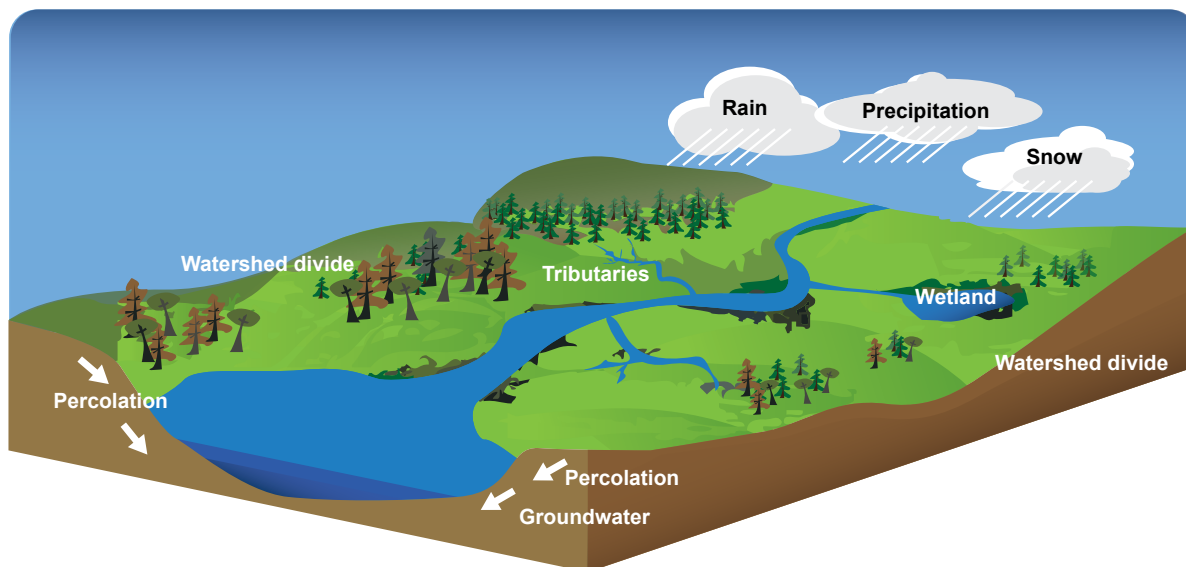 Rain
Precipitation
Snow
Watershed divide
Tributaries
Wetland
Watershed divide
Percolation
Percolation
Groundwater